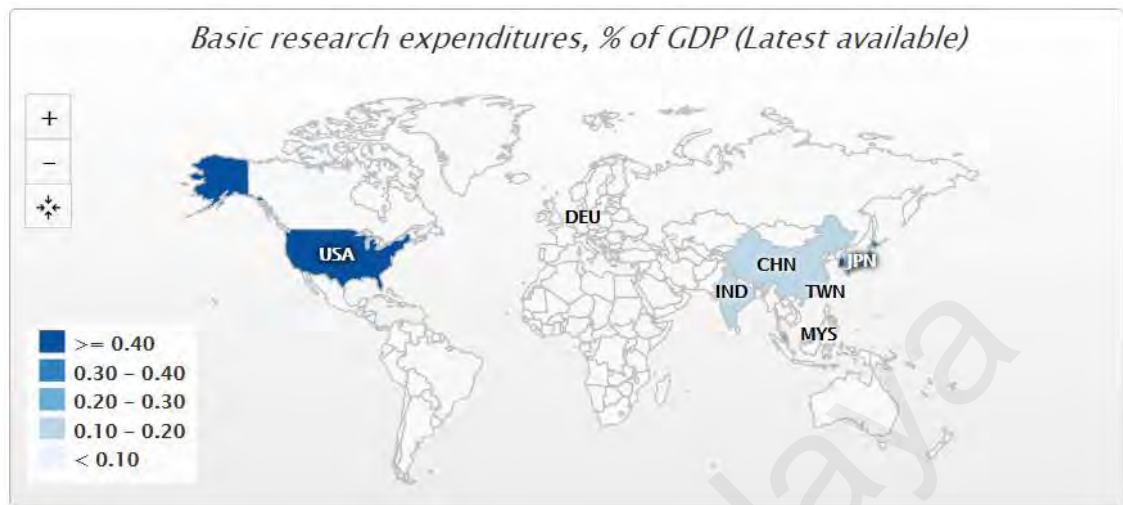 Basic research expenditures, % of GDP (Latest available)
+
−
DEU
USA
CHN
JPN
IND
TWN
MYS
>= 0.40
0.30 – 0.40
0.20 – 0.30
0.10 – 0.20
< 0.10
laya